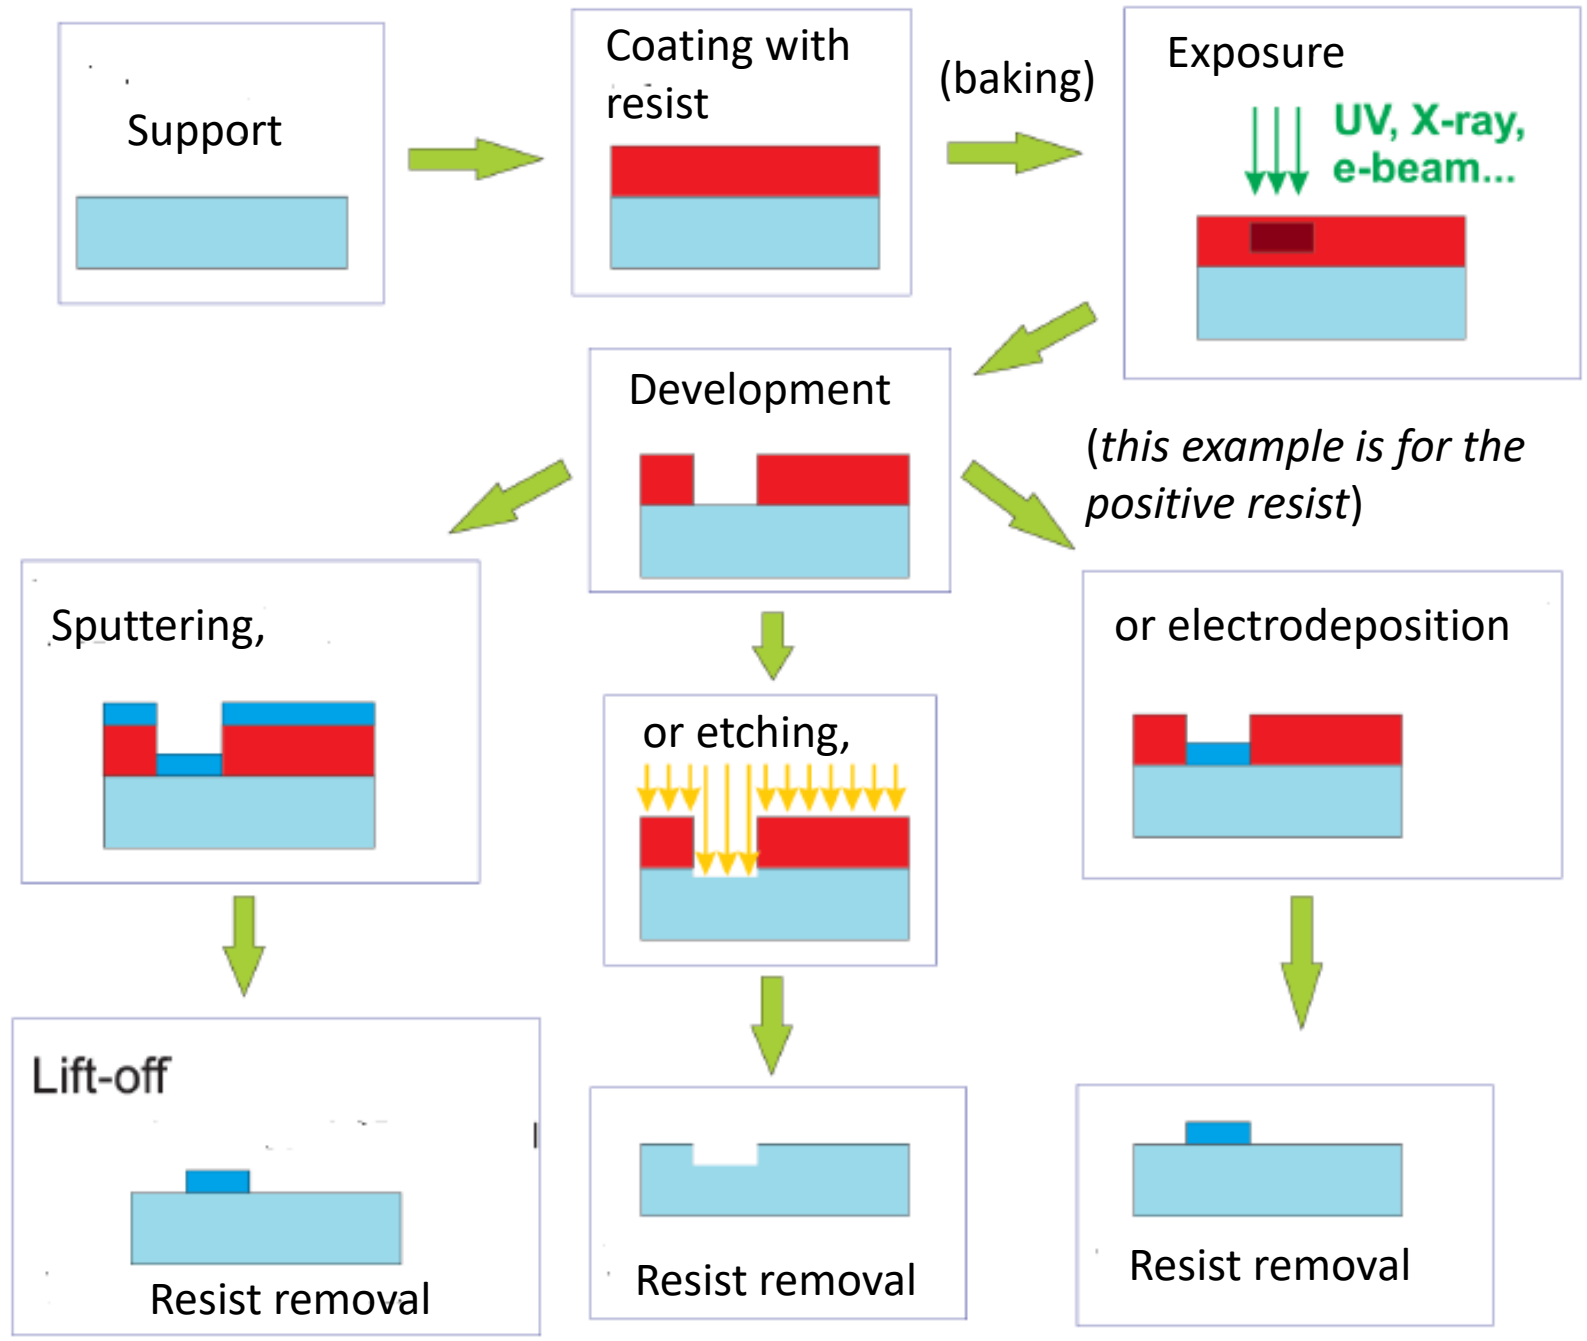 Support
Coating with
resist
(baking)
Exposure
UV, X-ray,
e-beam...
Development
(this example is for the
positive resist)
Sputtering,
or etching,
or electrodeposition
Lift-off
Resist removal
Resist removal
Resist removal